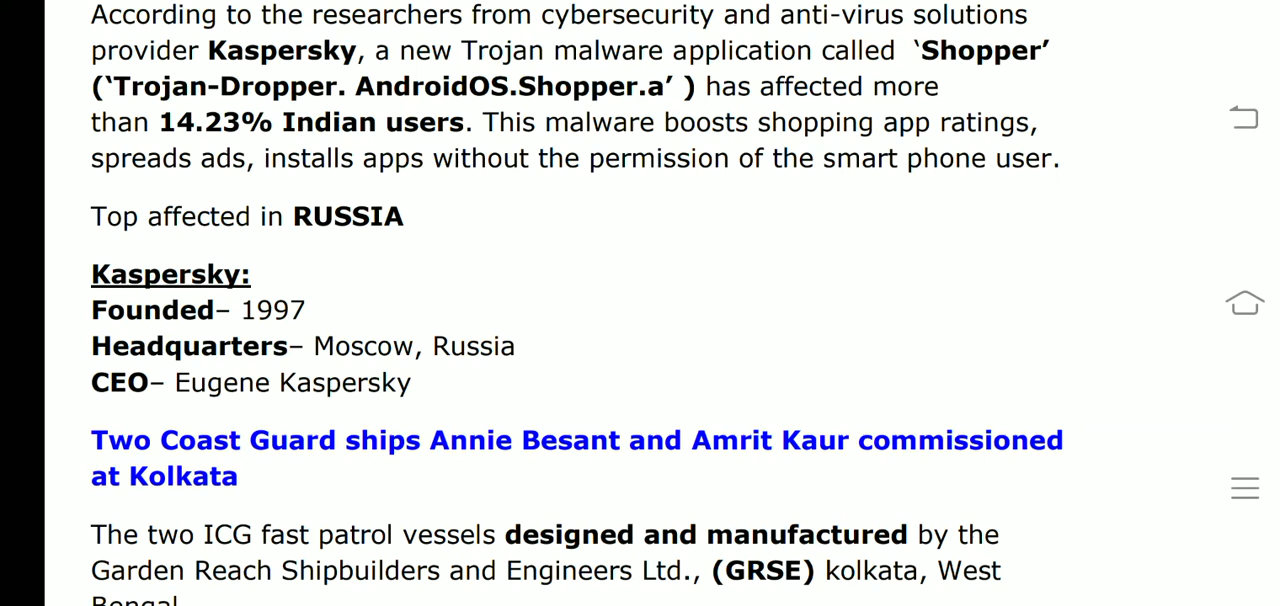 According to the researchers from cybersecurity and anti-virus solutions
provider Kaspersky, a new Trojan malware application called ‘Shopper’
(‘Trojan-Dropper. AndroidOS.Shopper.a’ ) has affected more
than 14.23% Indian users. This malware boosts shopping app ratings,
spreads ads, installs apps without the permission of the smart phone user.
Top affected in RUSSIA
Kaspersky:
Founded– 1997
Headquarters– Moscow, Russia
CEO– Eugene Kaspersky
Two Coast Guard ships Annie Besant and Amrit Kaur commissioned
at Kolkata
The two ICG fast patrol vessels designed and manufactured by the
Garden Reach Shipbuilders and Engineers Ltd., (GRSE) kolkata, West
Bengal